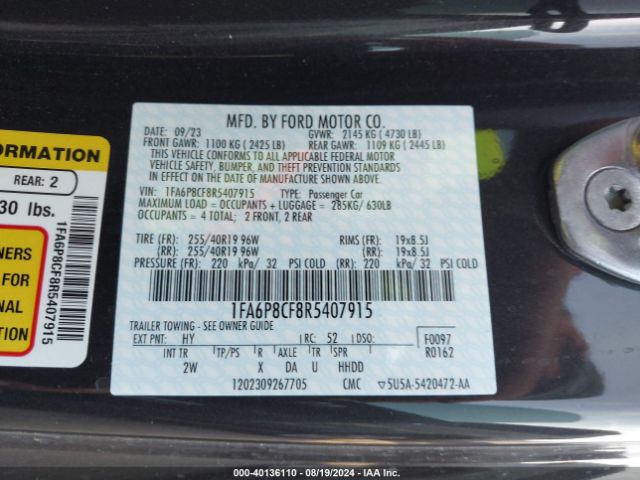 ORMATION
REAR: 2
30 lbs.
NERS
FOR
NAL
TION
1FA6P8CF8R5407915
MFD. BY FORD MOTOR CO.
DATE: 09/23 GVWR: 2145 KG ( 4730 LB)
FRONT GAWR: 1100 KG ( 2425 LB) REAR GAWR: 1109 KG ( 2445 LB)
THIS VEHICLE CONFORMS TO ALL APPLICABLE FEDERAL MOTOR
VEHICLE SAFETY, BUMPER, AND THEFT PREVENTION STANDARDS
IN EFFECT ON THE DATE OF MANUFACTURE SHOWN ABOVE.
VIN: 1FA6P8CF8R5407915 TYPE: Passenger Car
MAXIMUM LOAD = OCCUPANTS + LUGGAGE = 285KG/ 630LB
OCCUPANTS = 4 TOTAL: 2 FRONT, 2 REAR
TIRE (FR): 255/40R19 96W RIMS (FR): 19x8.5J
(RR): 255/40R19 96W (RR): 19x8.5J
PRESSURE (FR): 220 kPa/ 32 PSI COLD (RR): 220 kPa/ 32 PSI COLD
1FA6P8CF8R5407915
TRAILER TOWING - SEE OWNER GUIDE
EXT PNT: HY RC: 52 DSO: F0097
INT TR TP/PS R AXLE TR SPR R0162
2W X DA U HHDD
1202309267705 CMC 5U5A-5420472-AA
000-40136110 - 08/19/2024 - IAA Inc.